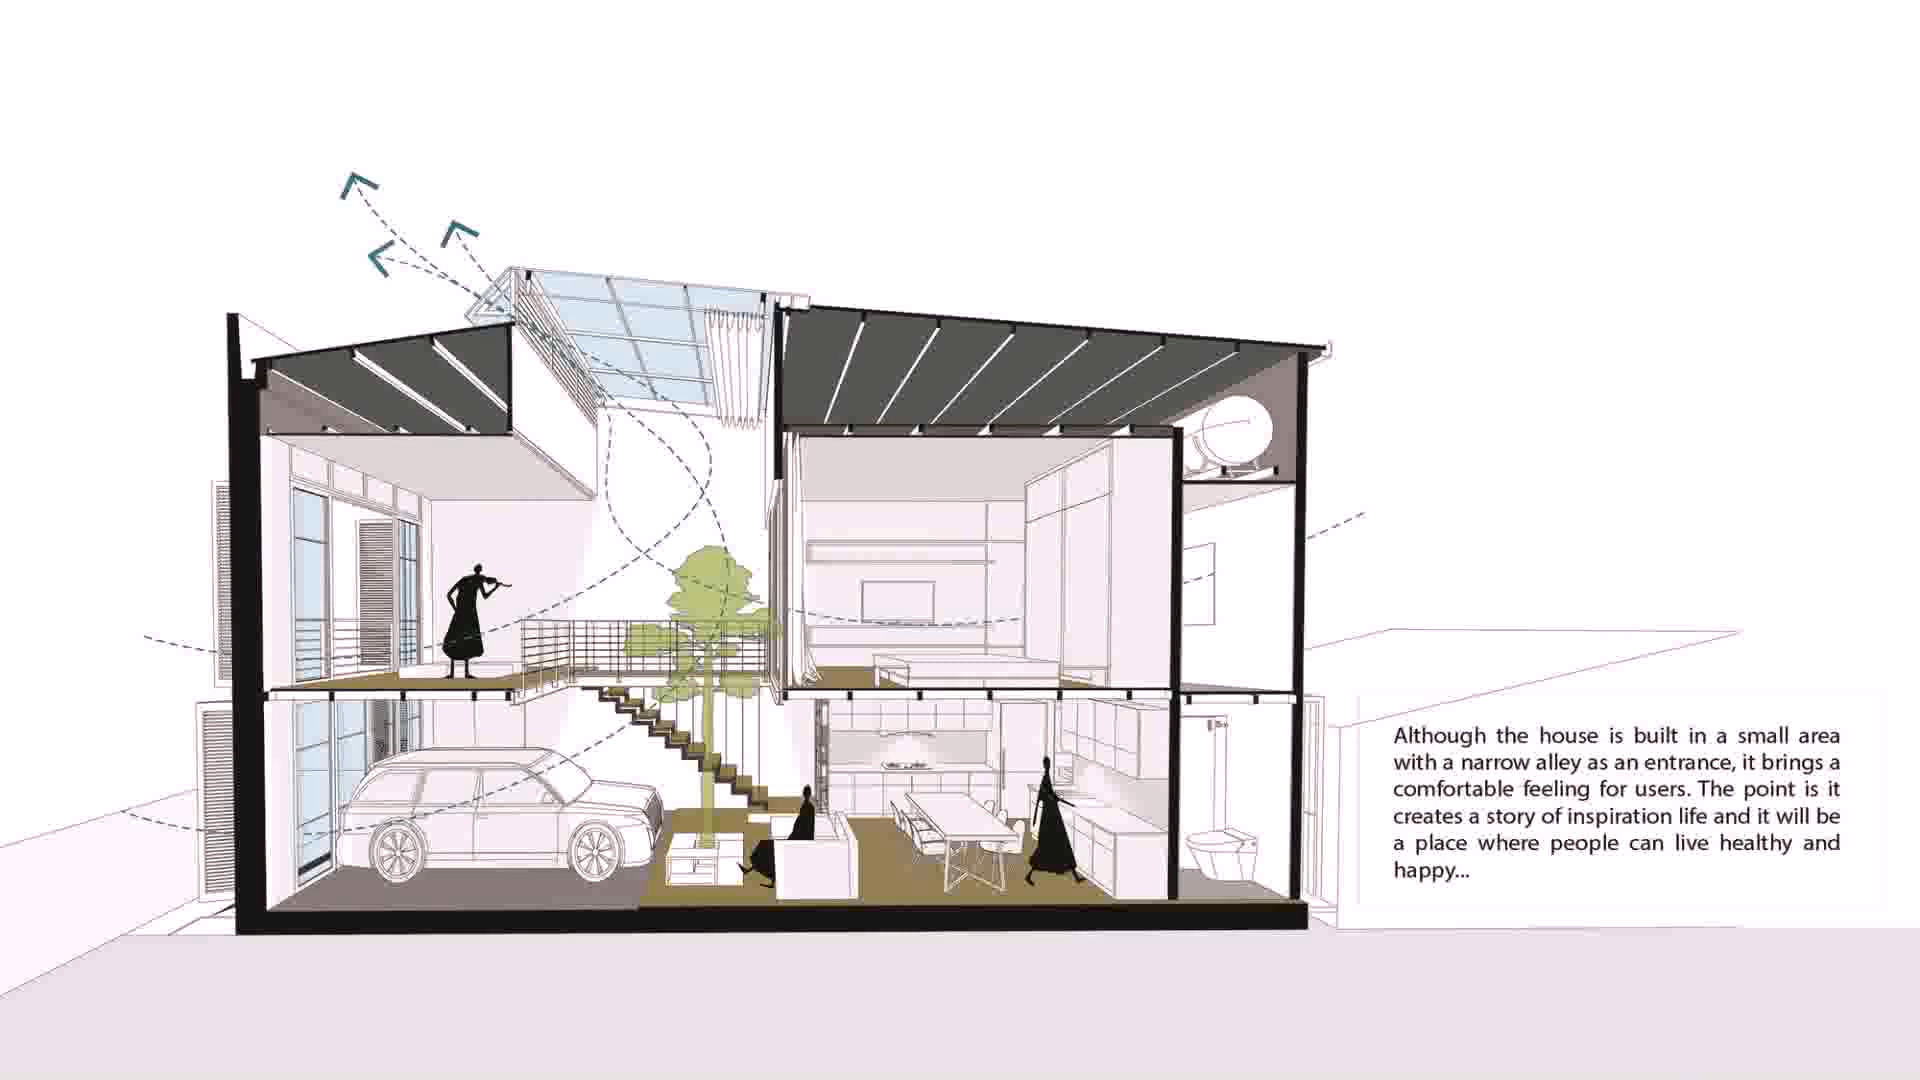 Although the house is built in a small area
with a narrow alley as an entrance, it brings a
comfortable feeling for users. The point is it
creates a story of inspiration life and it will be
a place where people can live healthy and
happy...